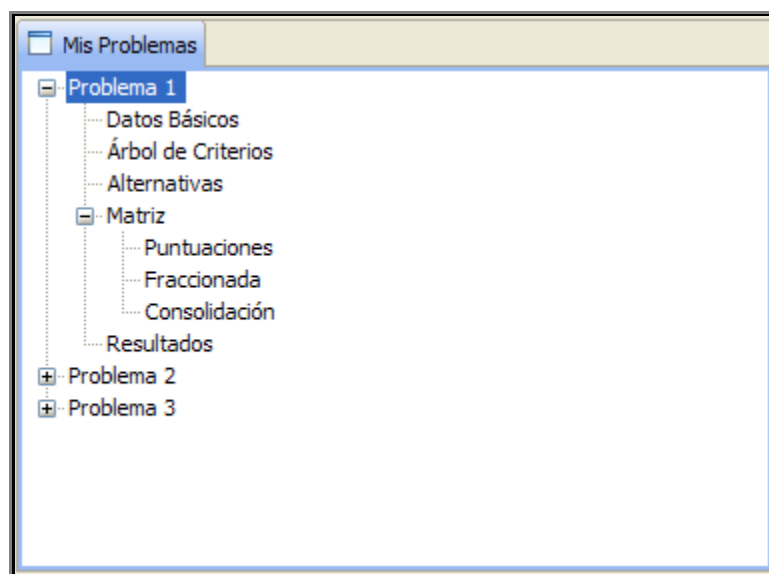 Mis Problemas
Problema 1
Datos Básicos
Árbol de Criterios
Alternativas
Matriz
Puntuaciones
Fraccionada
Consolidación
Resultados
Problema 2
Problema 3